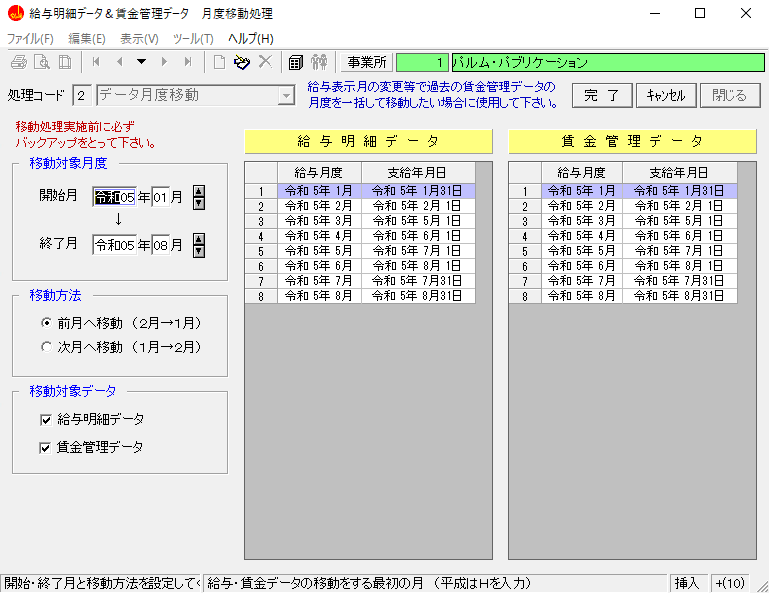 給与明細データ＆賃金管理データ　月度移動処理
ファイル(F)　編集(E)　表示(V)　ツール(T)　ヘルプ(H)
事業所　1　バルム・パブリケーション
処理コード　2　データ月度移動
給与表示月の変更等で過去の賃金管理データの
月度を一括して移動したい場合に使用して下さい。
完 了　ｷｬﾝｾﾙ　閉じる
移動処理実施前に必ず
バックアップをとって下さい。
移動対象月度
開始月　令和05 年 01 月
↓
終了月　令和05 年 08 月
移動方法
前月へ移動 （2月→1月）
次月へ移動 （1月→2月）
移動対象データ
給与明細データ
賃金管理データ
給 与 明 細 デ ー タ
給与月度　支給年月日
1　令和 5年 1月　令和 5年 1月31日
2　令和 5年 2月　令和 5年 2月 1日
3　令和 5年 3月　令和 5年 5月 1日
4　令和 5年 4月　令和 5年 6月 1日
5　令和 5年 5月　令和 5年 7月 1日
6　令和 5年 6月　令和 5年 8月 1日
7　令和 5年 7月　令和 5年 7月31日
8　令和 5年 8月　令和 5年 8月31日
賃 金 管 理 デ ー タ
給与月度　支給年月日
1　令和 5年 1月　令和 5年 1月31日
2　令和 5年 2月　令和 5年 2月 1日
3　令和 5年 3月　令和 5年 5月 1日
4　令和 5年 4月　令和 5年 6月 1日
5　令和 5年 5月　令和 5年 7月 1日
6　令和 5年 6月　令和 5年 8月 1日
7　令和 5年 7月　令和 5年 7月31日
8　令和 5年 8月　令和 5年 8月31日
開始・終了月と移動方法を設定して　給与・賃金データの移動をする最初の月 （平成はHを入力）　挿入　+(10)